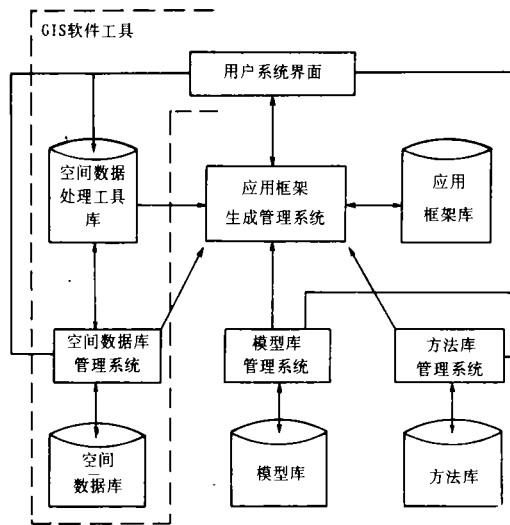 GIS软件工具
用户系统界面
空间数据
处理工具
库
应用框架
生成管理系统
应用
框架库
空间数据库
管理系统
模型库
管理系统
方法库
管理系统
空间
数据库
模型库
方法库